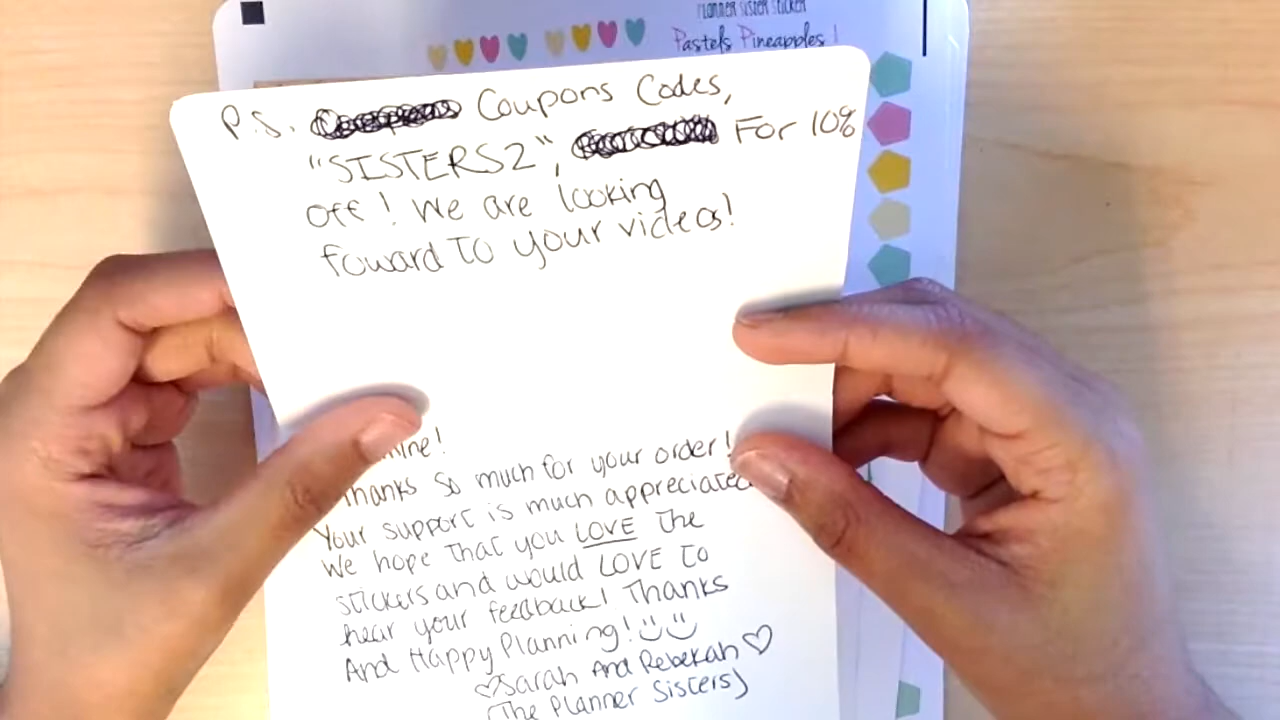 PLANNER SISTER STICKER
Pastels Pineapples !
P.S. Coupons Codes,
"SISTERS2", For 10%
off! We are looking
foward To your videos!
Thanks so much for your order!
Your support is much appreciated
We hope that you LOVE The
stickers and would LOVE to
hear your feedback! Thanks
And Happy Planning!
Sarah And Rebekah
(The Planner Sisters)